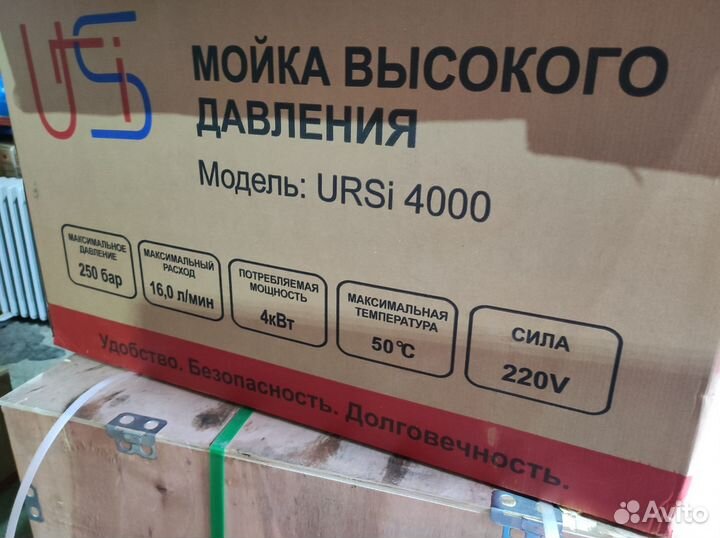 URSi
МОЙКА ВЫСОКОГО
ДАВЛЕНИЯ
Модель: URSi 4000
МАКСИМАЛЬНОЕ
ДАВЛЕНИЕ
250 бар
МАКСИМАЛЬНЫЙ
РАСХОД
16,0 л/мин
ПОТРЕБЛЯЕМАЯ
МОЩНОСТЬ
4кВт
МАКСИМАЛЬНАЯ
ТЕМПЕРАТУРА
50°C
СИЛА
220V
Удобство. Безопасность. Долговечность.
Avito